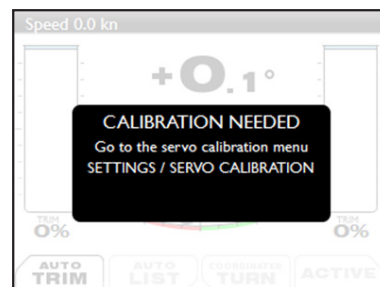 Speed 0.0 kn
+0.1°
CALIBRATION NEEDED
Go to the servo calibration menu
SETTINGS / SERVO CALIBRATION
TRIM
0%
TRIM
0%
AUTO
TRIM
AUTO
LIST
COORDINATED
TURN
ACTIVE